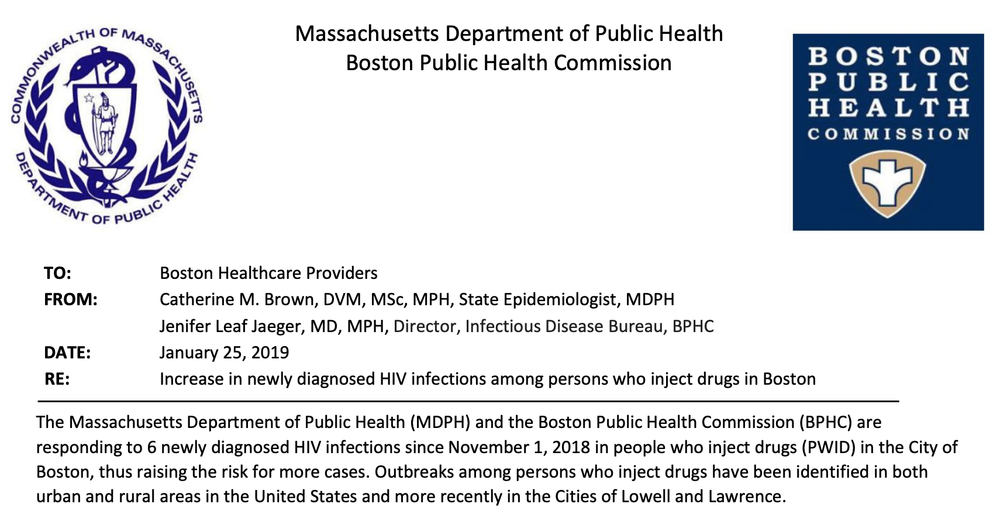 COMMONWEALTH OF MASSACHUSETTS
DEPARTMENT OF PUBLIC HEALTH
Massachusetts Department of Public Health
Boston Public Health Commission
BOSTON
PUBLIC
HEALTH
COMMISSION
TO: Boston Healthcare Providers
FROM: Catherine M. Brown, DVM, MSc, MPH, State Epidemiologist, MDPH
Jenifer Leaf Jaeger, MD, MPH, Director, Infectious Disease Bureau, BPHC
DATE: January 25, 2019
RE: Increase in newly diagnosed HIV infections among persons who inject drugs in Boston
The Massachusetts Department of Public Health (MDPH) and the Boston Public Health Commission (BPHC) are
responding to 6 newly diagnosed HIV infections since November 1, 2018 in people who inject drugs (PWID) in the City of
Boston, thus raising the risk for more cases. Outbreaks among persons who inject drugs have been identified in both
urban and rural areas in the United States and more recently in the Cities of Lowell and Lawrence.